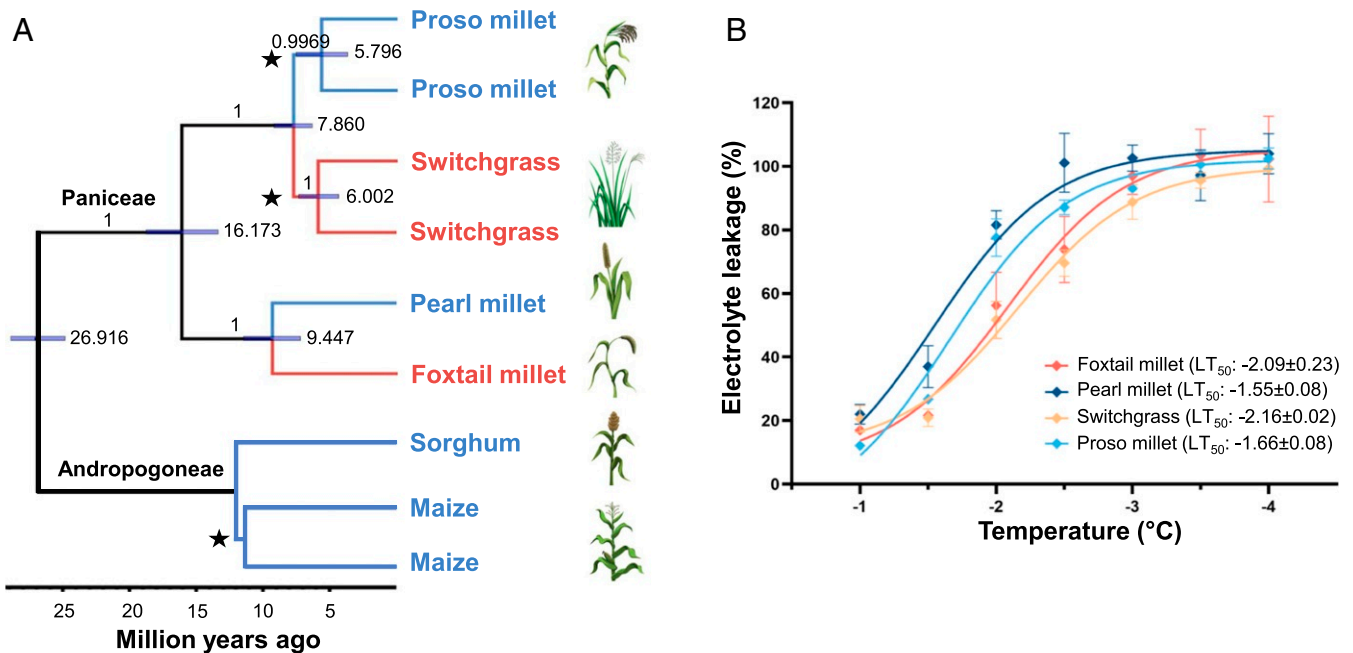 A
0.9969
Proso millet
5.796
Proso millet
1
7.860
Switchgrass
1
6.002
Paniceae
1
16.173
Switchgrass
Pearl millet
1
9.447
26.916
Foxtail millet
Sorghum
Andropogoneae
Maize
Maize
25 20 15 10 5
Million years ago
B
120
100
80
60
40
20
0
Electrolyte leakage (%)
Foxtail millet (LT50: -2.09±0.23)
Pearl millet (LT50: -1.55±0.08)
Switchgrass (LT50: -2.16±0.02)
Proso millet (LT50: -1.66±0.08)
-1 -2 -3 -4
Temperature (°C)